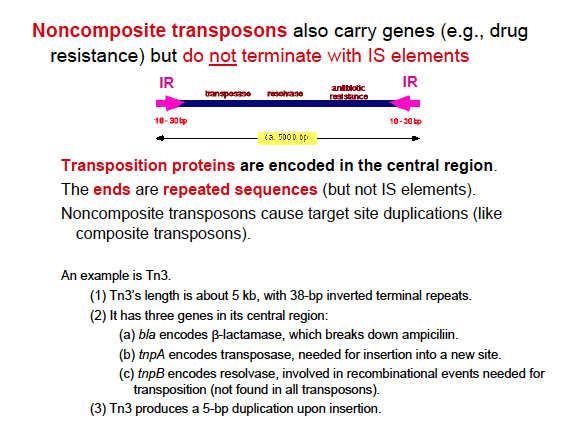 Noncomposite transposons also carry genes (e.g., drug
resistance) but do not terminate with IS elements
IR
IR
transposase
resolvase
antibiotic
resistance
10-30bp
10-30bp
ca. 5000 bp
Transposition proteins are encoded in the central region.
The ends are repeated sequences (but not IS elements).
Noncomposite transposons cause target site duplications (like
composite transposons).
An example is Tn3.
(1) Tn3's length is about 5 kb, with 38-bp inverted terminal repeats.
(2) It has three genes in its central region:
(a) bla encodes β-lactamase, which breaks down ampiciliin.
(b) tnpA encodes transposase, needed for insertion into a new site.
(c) tnpB encodes resolvase, involved in recombinational events needed for
transposition (not found in all transposons).
(3) Tn3 produces a 5-bp duplication upon insertion.